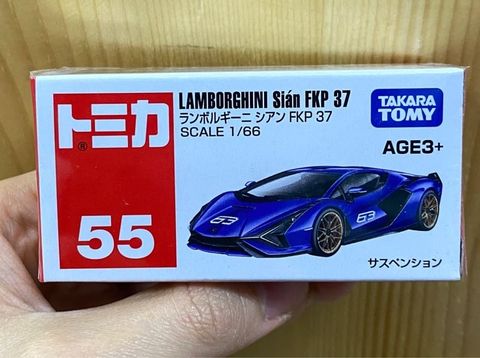 トミカ
®
55
LAMBORGHINI Sián FKP 37
ランボルギーニ シアン FKP 37
SCALE 1/66
TAKARA
TOMY
AGE3+
63
63
サスペンション